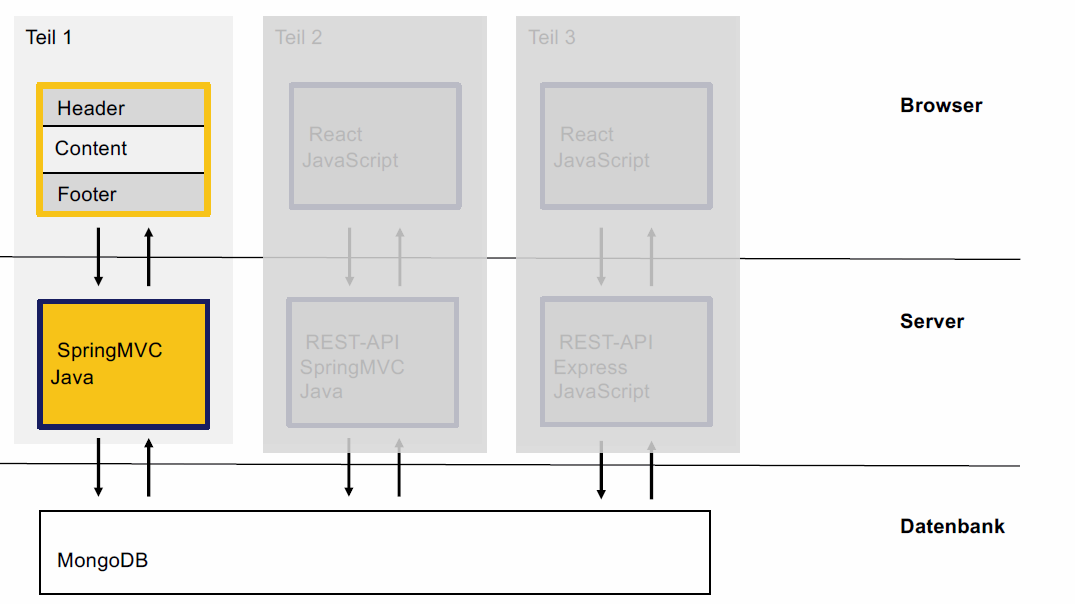 Teil 1
Header
Content
Footer
SpringMVC
Java
Teil 2
React
JavaScript
REST-API
SpringMVC
Java
Teil 3
React
JavaScript
REST-API
Express
JavaScript
Browser
Server
Datenbank
MongoDB